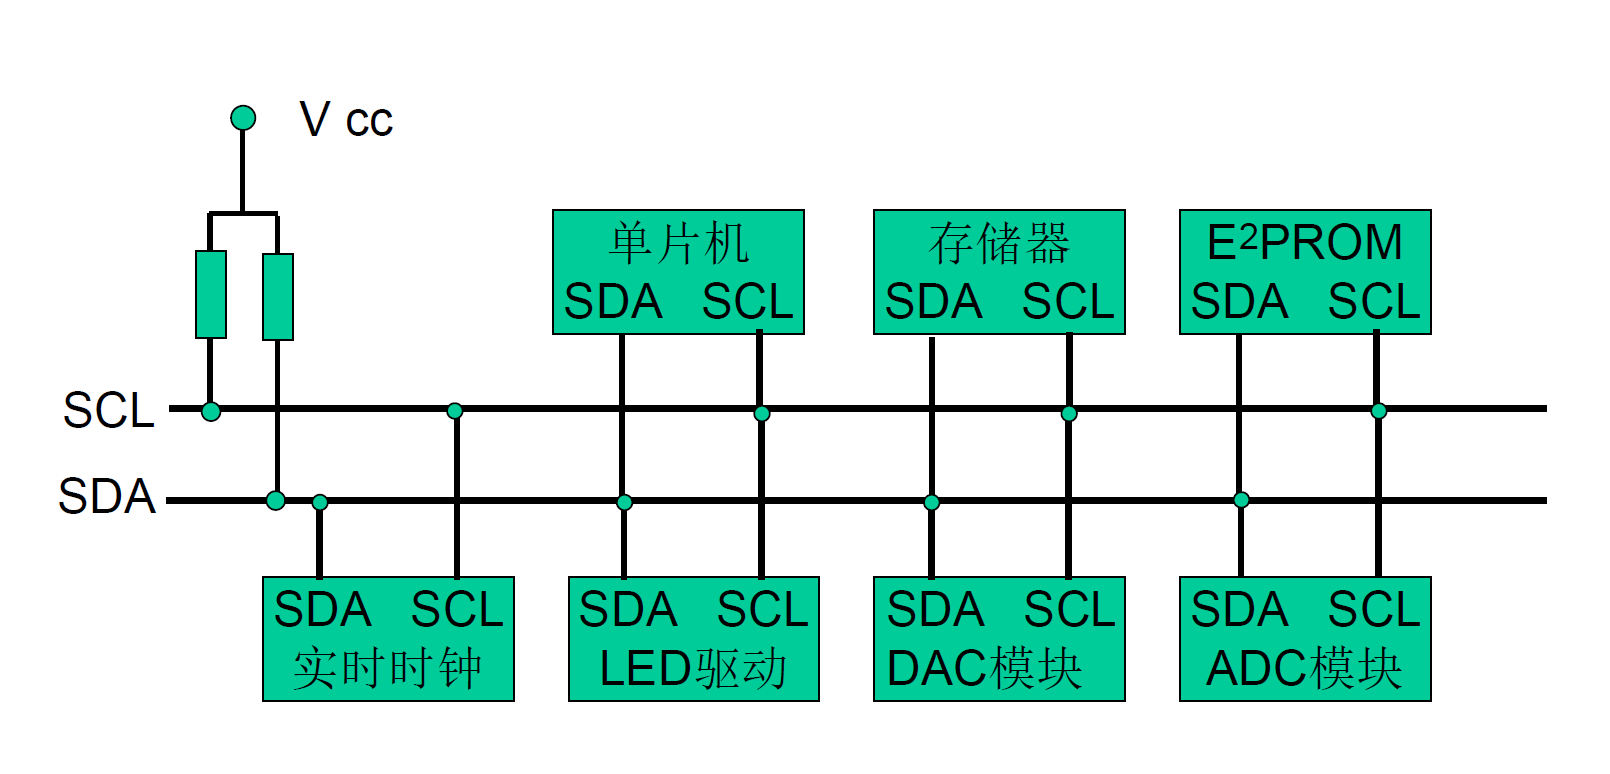 V cc
单片机
SDA SCL
存储器
SDA SCL
E²PROM
SDA SCL
SCL
SDA
SDA SCL
实时时钟
SDA SCL
LED驱动
SDA SCL
DAC模块
SDA SCL
ADC模块